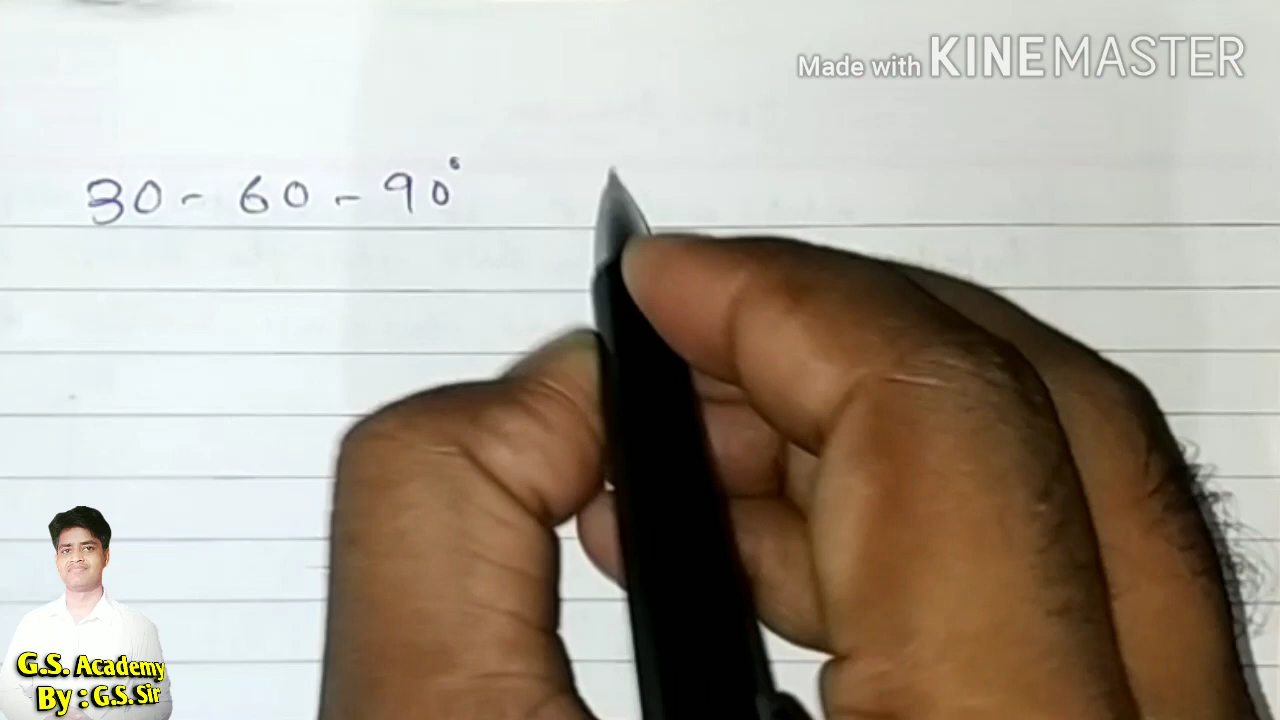 Made with KINEMASTER
30 - 60 - 90°
G.S. Academy
By : G.S. Sir